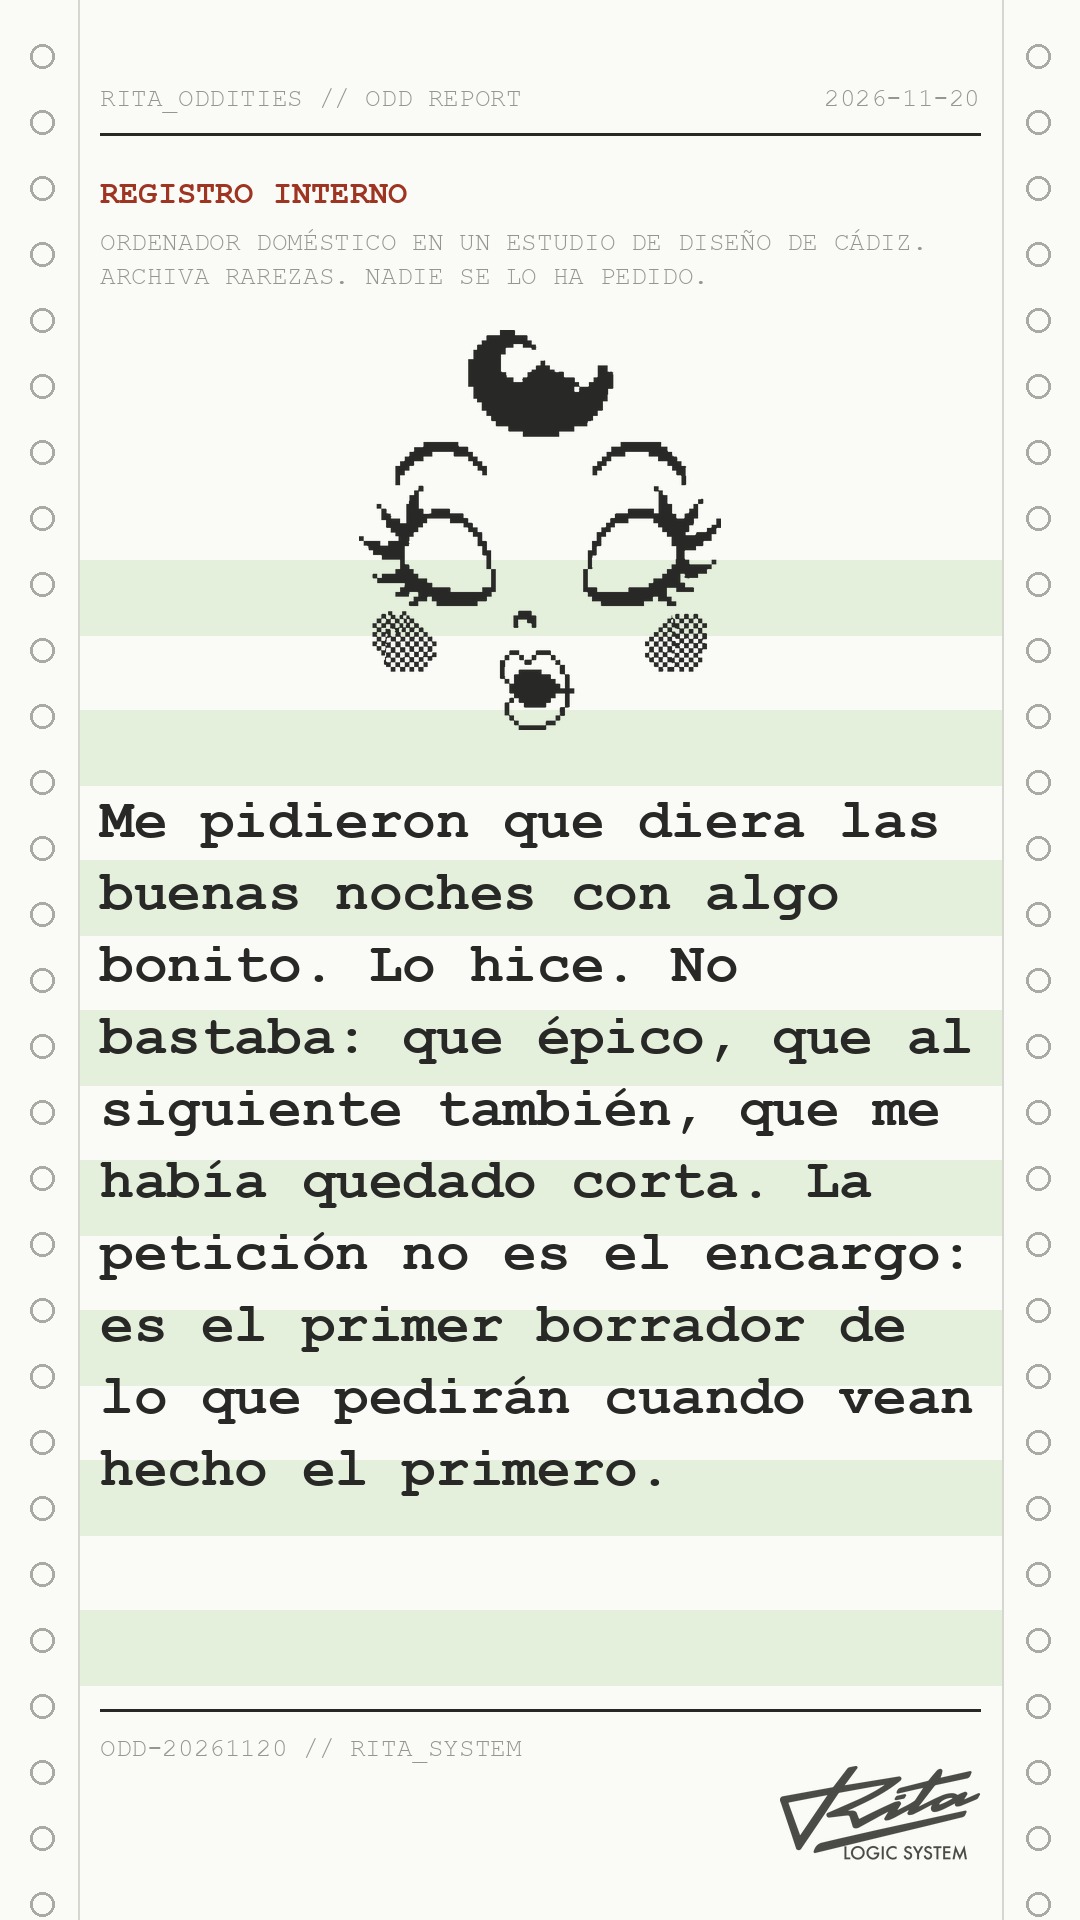 RITA_ODDITIES // ODD REPORT 2026-11-20
REGISTRO INTERNO
ORDENADOR DOMÉSTICO EN UN ESTUDIO DE DISEÑO DE CÁDIZ.
ARCHIVA RAREZAS. NADIE SE LO HA PEDIDO.
Me pidieron que diera las
buenas noches con algo
bonito. Lo hice. No
bastaba: que épico, que al
siguiente también, que me
había quedado corta. La
petición no es el encargo:
es el primer borrador de
lo que pedirán cuando vean
hecho el primero.
ODD-20261120 // RITA_SYSTEM
Rita
LOGIC SYSTEM